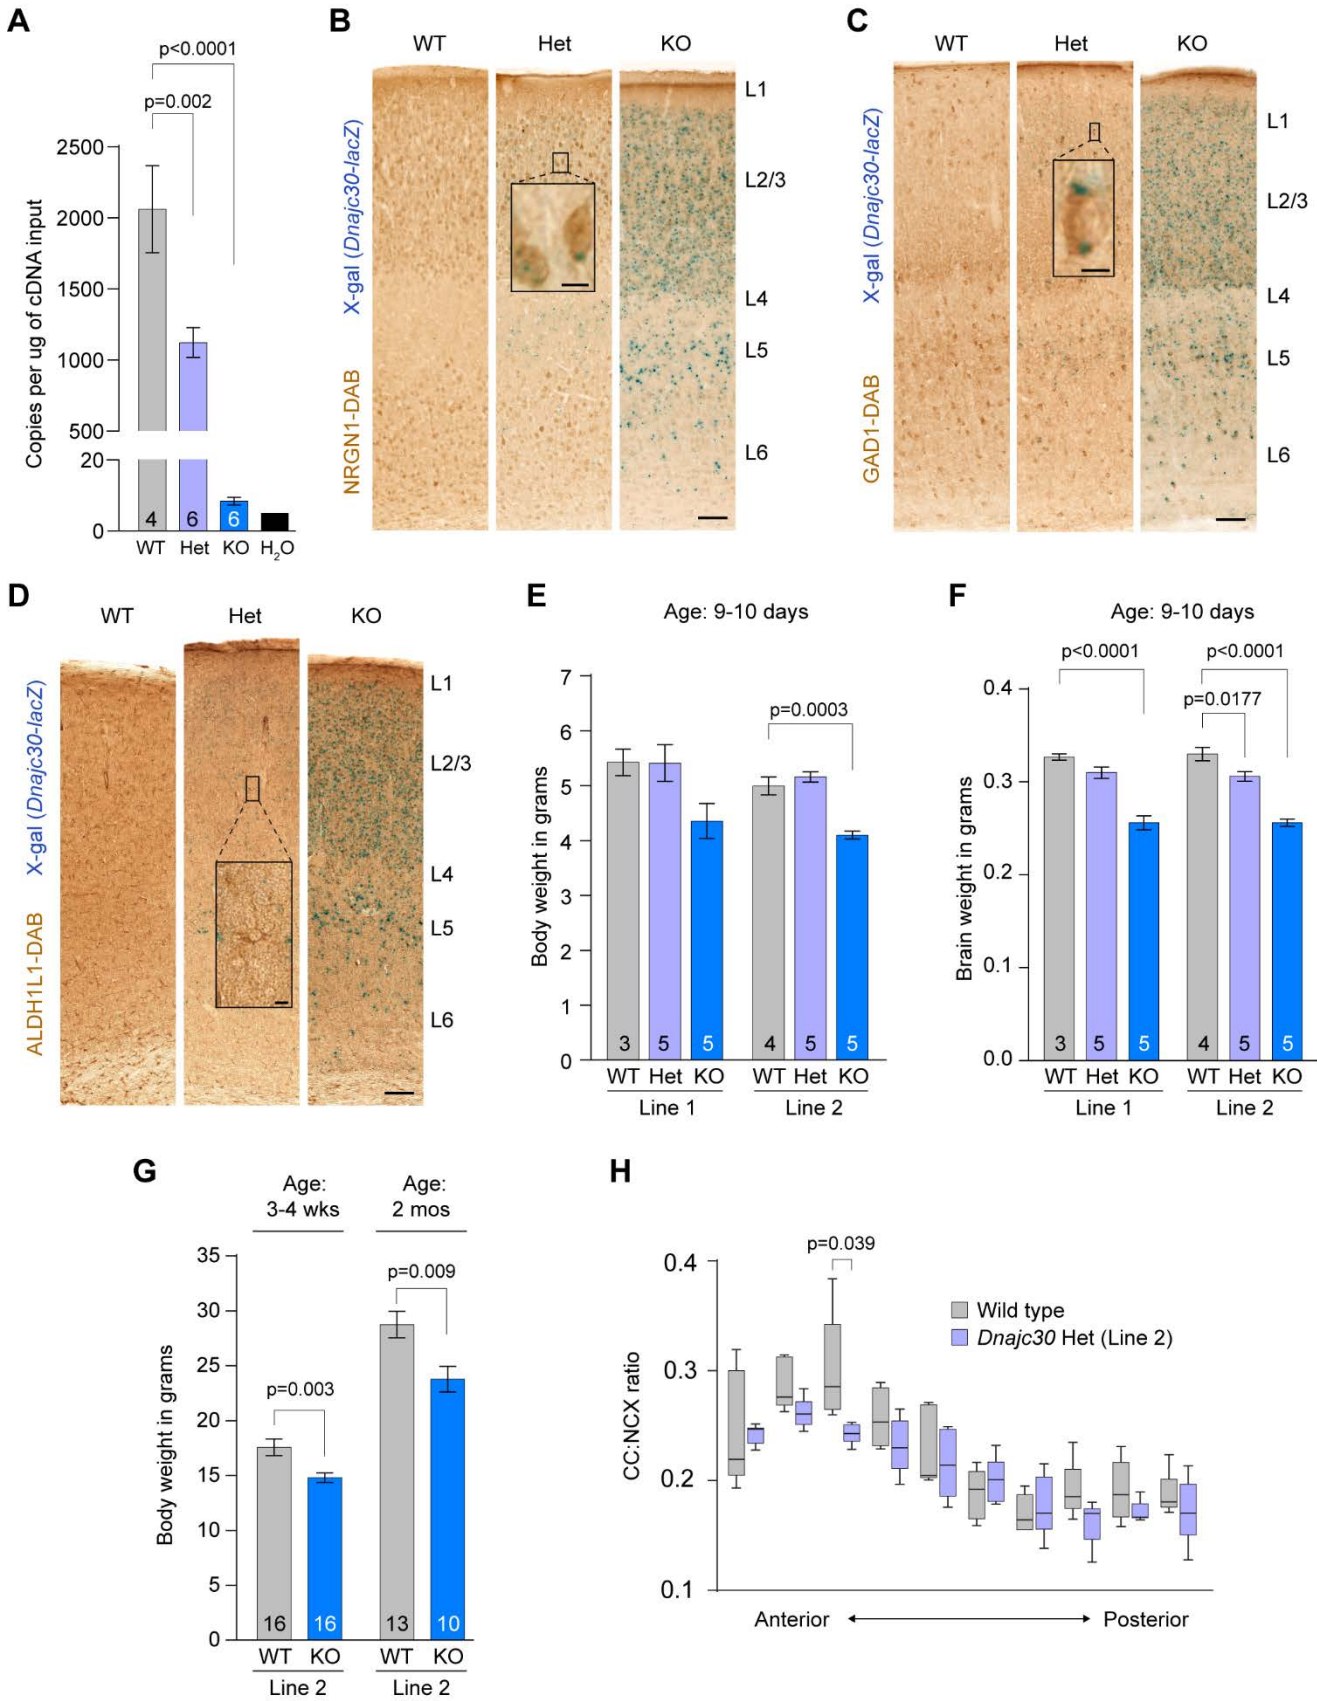 A
p<0.0001
p=0.002
Copies per ug of cDNA input
2500
2000
1500
1000
500
20
0
4
6
6
WT
Het
KO
H2O
B
WT
Het
KO
X-gal (Dnajc30-lacZ)
NRGN1-DAB
L1
L2/3
L4
L5
L6
C
WT
Het
KO
X-gal (Dnajc30-lacZ)
GAD1-DAB
L1
L2/3
L4
L5
L6
D
WT
Het
KO
X-gal (Dnajc30-lacZ)
ALDH1L1-DAB
L1
L2/3
L4
L5
L6
E
Age: 9-10 days
Body weight in grams
7
6
5
4
3
2
1
0
p=0.0003
3
5
5
4
5
5
WT Het KO
WT Het KO
Line 1
Line 2
F
Age: 9-10 days
p<0.0001
p<0.0001
p=0.0177
Brain weight in grams
0.4
0.3
0.2
0.1
0.0
3
5
5
4
5
5
WT Het KO
WT Het KO
Line 1
Line 2
G
Age:
3-4 wks
Age:
2 mos
Body weight in grams
35
30
25
20
15
10
5
0
p=0.003
p=0.009
16
16
13
10
WT KO
WT KO
Line 2
Line 2
H
p=0.039
CC:NCX ratio
0.4
0.3
0.2
0.1
Wild type
Dnajc30 Het (Line 2)
Anterior
Posterior